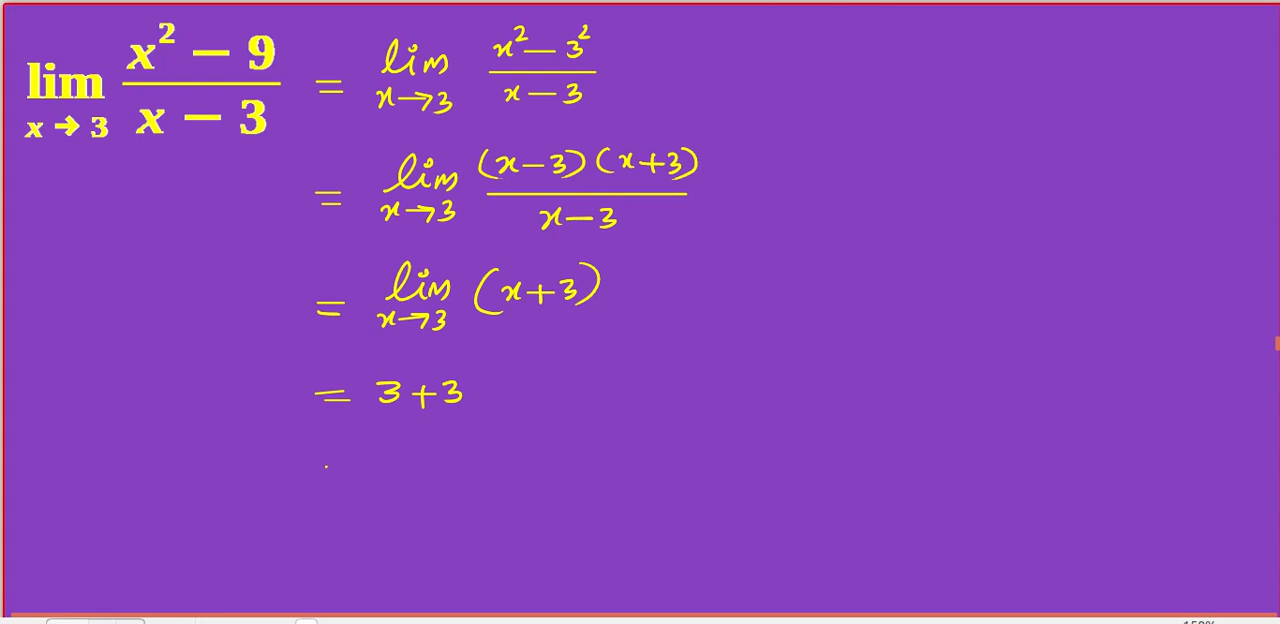 lim x→3 x² − 9 / x − 3 = lim x→3 x² − 3² / x − 3
= lim x→3 (x − 3) (x + 3) / x − 3
= lim x→3 (x + 3)
= 3 + 3